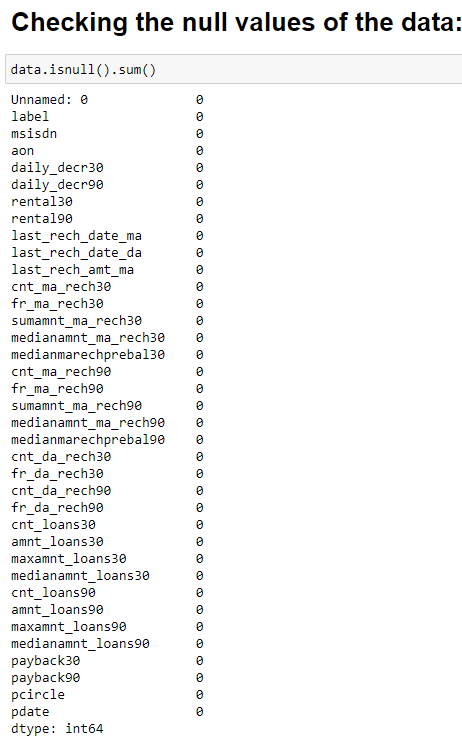 Checking the null values of the data:
data.isnull().sum()
Unnamed: 0 0
label 0
msisdn 0
aon 0
daily_decr30 0
daily_decr90 0
rental30 0
rental90 0
last_rech_date_ma 0
last_rech_date_da 0
last_rech_amt_ma 0
cnt_ma_rech30 0
fr_ma_rech30 0
sumamnt_ma_rech30 0
medianamnt_ma_rech30 0
medianmarechprebal30 0
cnt_ma_rech90 0
fr_ma_rech90 0
sumamnt_ma_rech90 0
medianamnt_ma_rech90 0
medianmarechprebal90 0
cnt_da_rech30 0
fr_da_rech30 0
cnt_da_rech90 0
fr_da_rech90 0
cnt_loans30 0
amnt_loans30 0
maxamnt_loans30 0
medianamnt_loans30 0
cnt_loans90 0
amnt_loans90 0
maxamnt_loans90 0
medianamnt_loans90 0
payback30 0
payback90 0
pcircle 0
pdate 0
dtype: int64